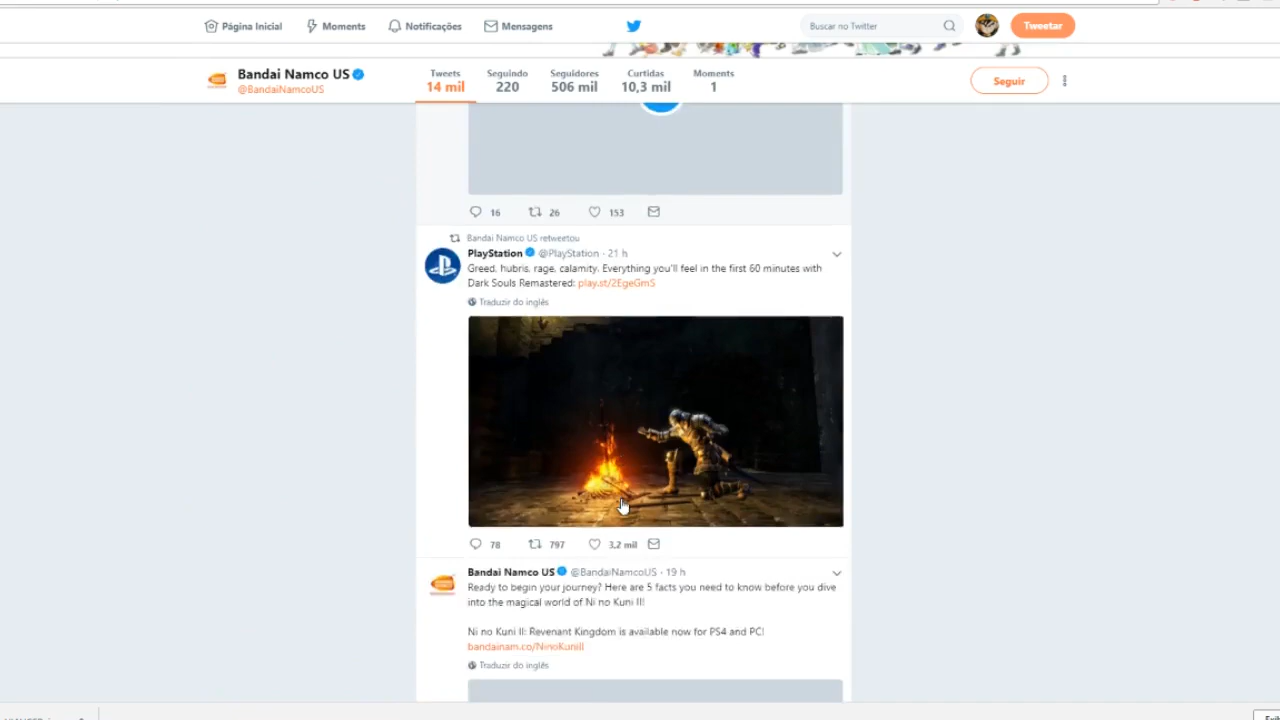 Página Inicial Moments Notificações Mensagens Buscar no Twitter Tweetar
Bandai Namco US
@BandaiNamcoUS
Tweets Seguindo Seguidores Curtidas Moments
14 mil 220 506 mil 10,3 mil 1
Seguir
16 26 153
Bandai Namco US retweetou
PlayStation @PlayStation · 21 h
Greed, hubris, rage, calamity. Everything you'll feel in the first 60 minutes with
Dark Souls Remastered: play.st/2EgeGmS
Traduzir do inglês
78 797 3,2 mil
Bandai Namco US @BandaiNamcoUS · 19 h
Ready to begin your journey? Here are 5 facts you need to know before you dive
into the magical world of Ni no Kuni II!
Ni no Kuni II: Revenant Kingdom is available now for PS4 and PC!
bandainam.co/NinoKuniII
Traduzir do inglês